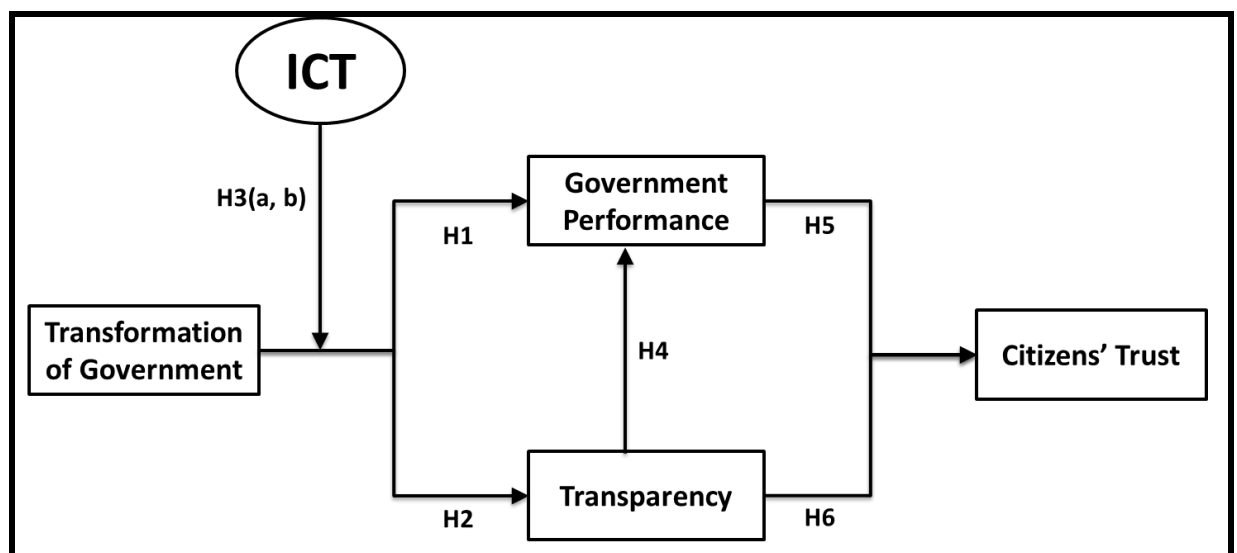 ICT
H3(a, b)
Government
Performance
H1
H5
Transformation
of Government
H4
Citizens’ Trust
Transparency
H2
H6